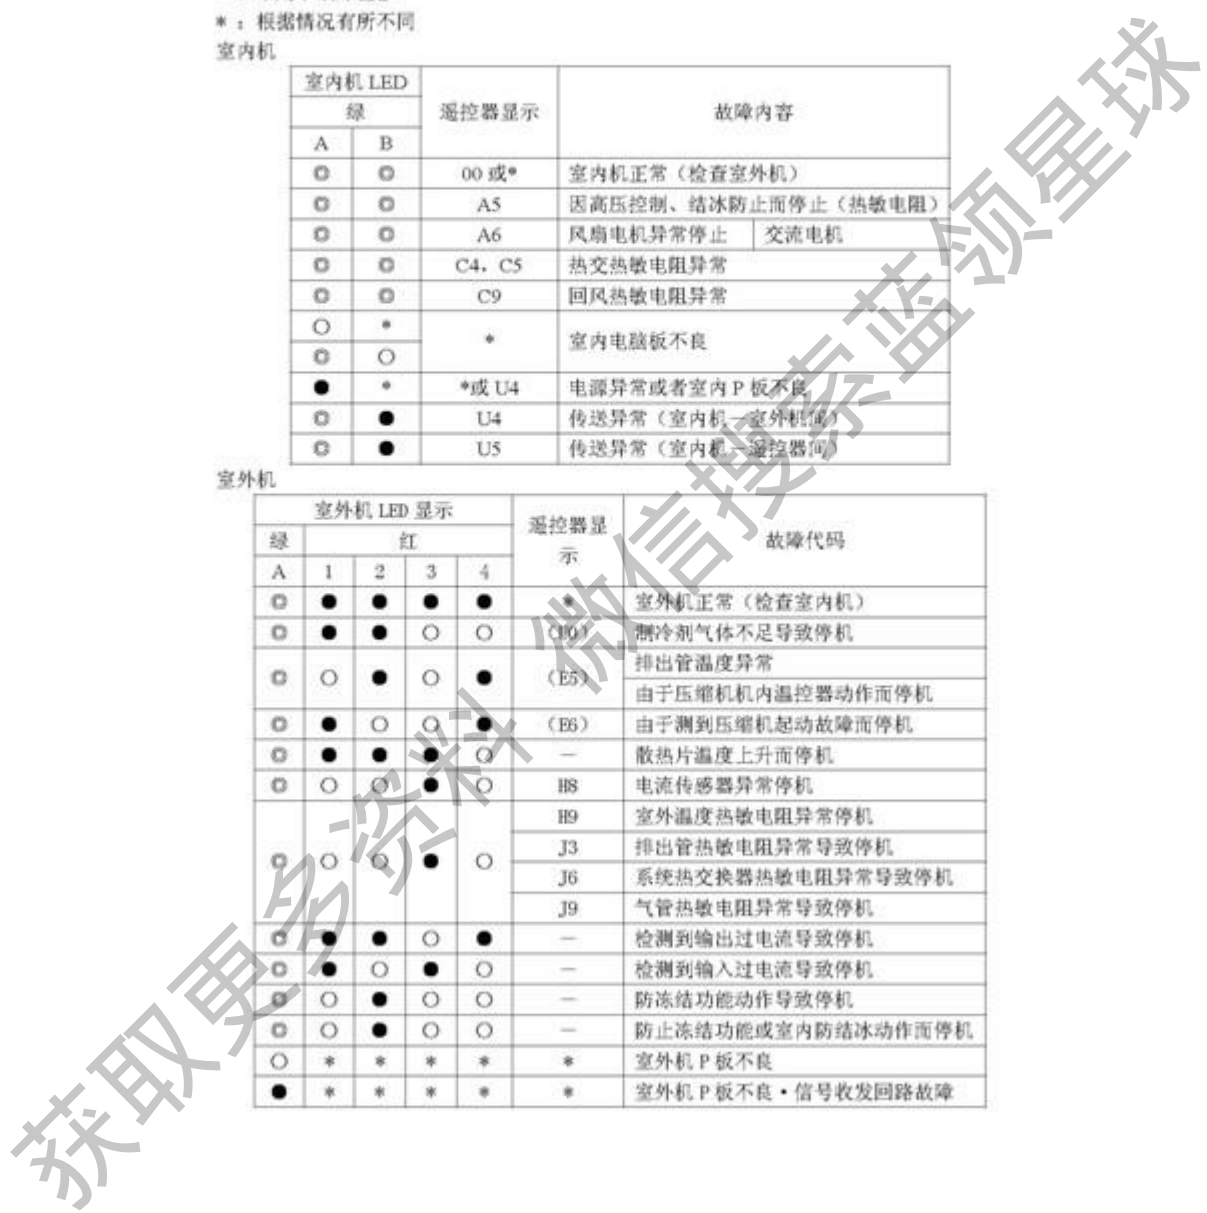 *：根据情况有所不同
室内机
室内机 LED 遥控器显示 故障内容
绿
A B
◎ ◎ 00 或* 室内机正常（检查室外机）
◎ ◎ A5 因高压控制、结冰防止而停止（热敏电阻）
◎ ◎ A6 风扇电机异常停止 交流电机
◎ ◎ C4，C5 热交热敏电阻异常
◎ ◎ C9 回风热敏电阻异常
○ * * 室内电脑板不良
◎ ○
● * *或 U4 电源异常或者室内 P 板不良
◎ ● U4 传送异常（室内机—室外机间）
◎ ● U5 传送异常（室内机—遥控器间）
室外机
室外机 LED 显示 遥控器显示 故障代码
绿 红
A 1 2 3 4
◎ ● ● ● ● * 室外机正常（检查室内机）
◎ ● ● ○ ○ （U0） 制冷剂气体不足导致停机
◎ ○ ● ○ ● （E5） 排出管温度异常
由于压缩机机内温控器动作而停机
◎ ● ○ ○ ● （E6） 由于测到压缩机起动故障而停机
◎ ● ● ● ○ — 散热片温度上升而停机
◎ ○ ○ ● ○ H8 电流传感器异常停机
◎ ○ ○ ● ○ H9 室外温度热敏电阻异常停机
J3 排出管热敏电阻异常导致停机
J6 系统热交换器热敏电阻异常导致停机
J9 气管热敏电阻异常导致停机
◎ ● ● ○ ● — 检测到输出过电流导致停机
◎ ● ○ ● ○ — 检测到输入过电流导致停机
◎ ○ ● ○ ○ — 防冻结功能动作导致停机
◎ ○ ● ○ ○ — 防止冻结功能或室内防结冰动作而停机
○ * * * * * 室外机 P 板不良
● * * * * * 室外机 P 板不良・信号收发回路故障
获取更多资料 微信搜索蓝领星球